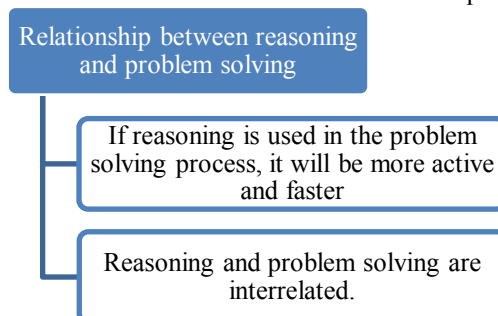 Relationship between reasoning
and problem solving
If reasoning is used in the problem
solving process, it will be more active
and faster
Reasoning and problem solving are
interrelated.